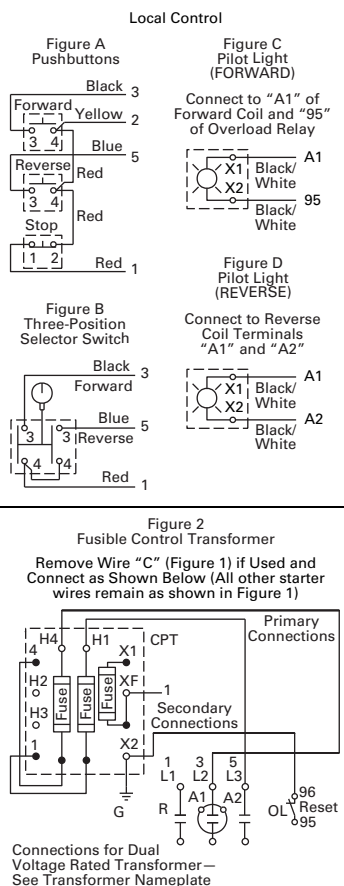 Local Control
Figure A
Pushbuttons
Black 3
Forward
Yellow 2
3 4
Blue 5
Reverse
Red
3 4
Red
Stop
1 2
Red 1
Figure B
Three-Position
Selector Switch
Black 3
Forward
Blue 5
3 3 Reverse
4 4
Red 1
Figure C
Pilot Light
(FORWARD)
Connect to “A1” of
Forward Coil and “95”
of Overload Relay
A1
X1 Black/
White
X2
95
Black/
White
Figure D
Pilot Light
(REVERSE)
Connect to Reverse
Coil Terminals
“A1” and “A2”
A1
X1 Black/
White
X2
A2
Black/
White
Figure 2
Fusible Control Transformer
Remove Wire “C” (Figure 1) if Used and
Connect as Shown Below (All other starter
wires remain as shown in Figure 1)
Primary
Connections
H4 H1 CPT
4 X1
H2 XF 1
Fuse Fuse Fuse
H3
Secondary
Connections
1 X2
G
1 3 5
L1 L2 L3
R A1 A2
96
OL Reset
95
Connections for Dual
Voltage Rated Transformer—
See Transformer Nameplate